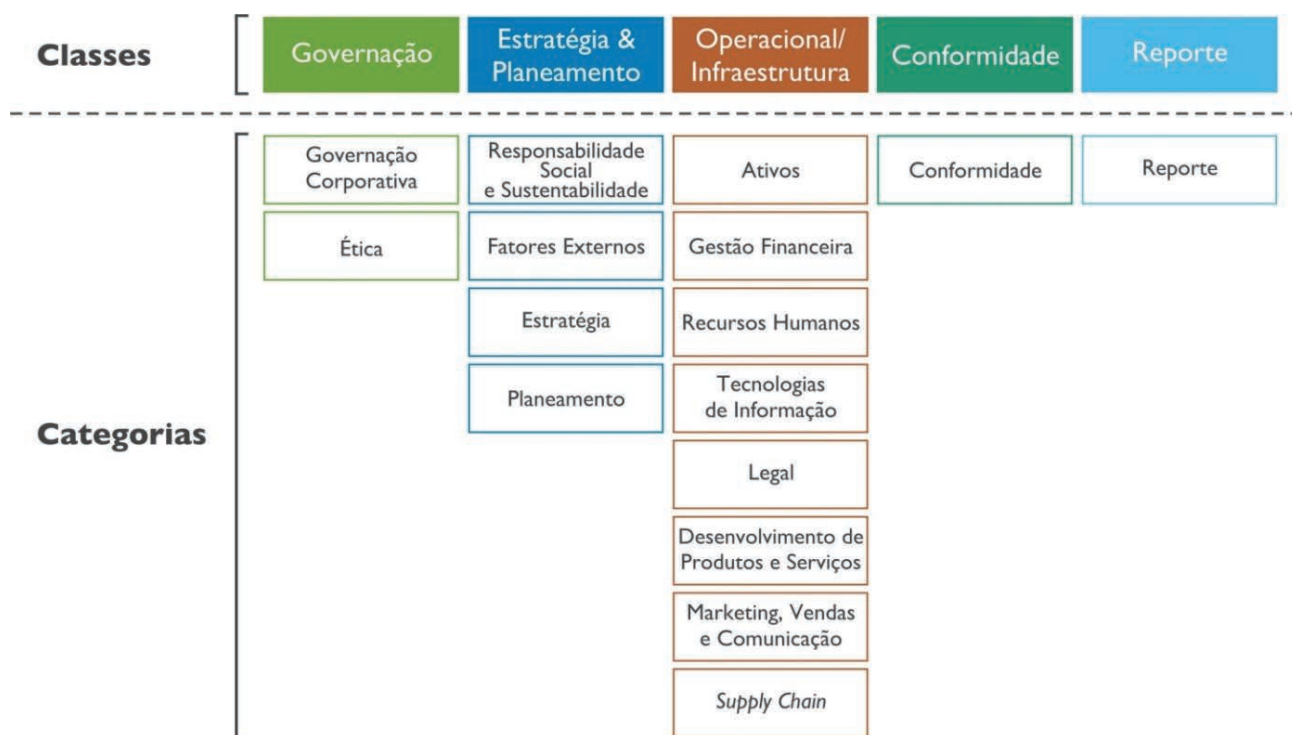 Classes
Governação
Estratégia &
Planeamento
Operacional/
Infraestrutura
Conformidade
Reporte
Categorias
Governação
Corporativa
Ética
Responsabilidade
Social
e Sustentabilidade
Fatores Externos
Estratégia
Planeamento
Ativos
Gestão Financeira
Recursos Humanos
Tecnologias
de Informação
Legal
Desenvolvimento de
Produtos e Serviços
Marketing, Vendas
e Comunicação
Supply Chain
Conformidade
Reporte